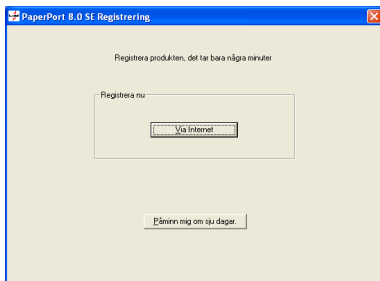 PaperPort 8.0 SE Registrering
Registrera produkten, det tar bara några minuter
Registrera nu
Via Internet
Påminn mig om sju dagar.